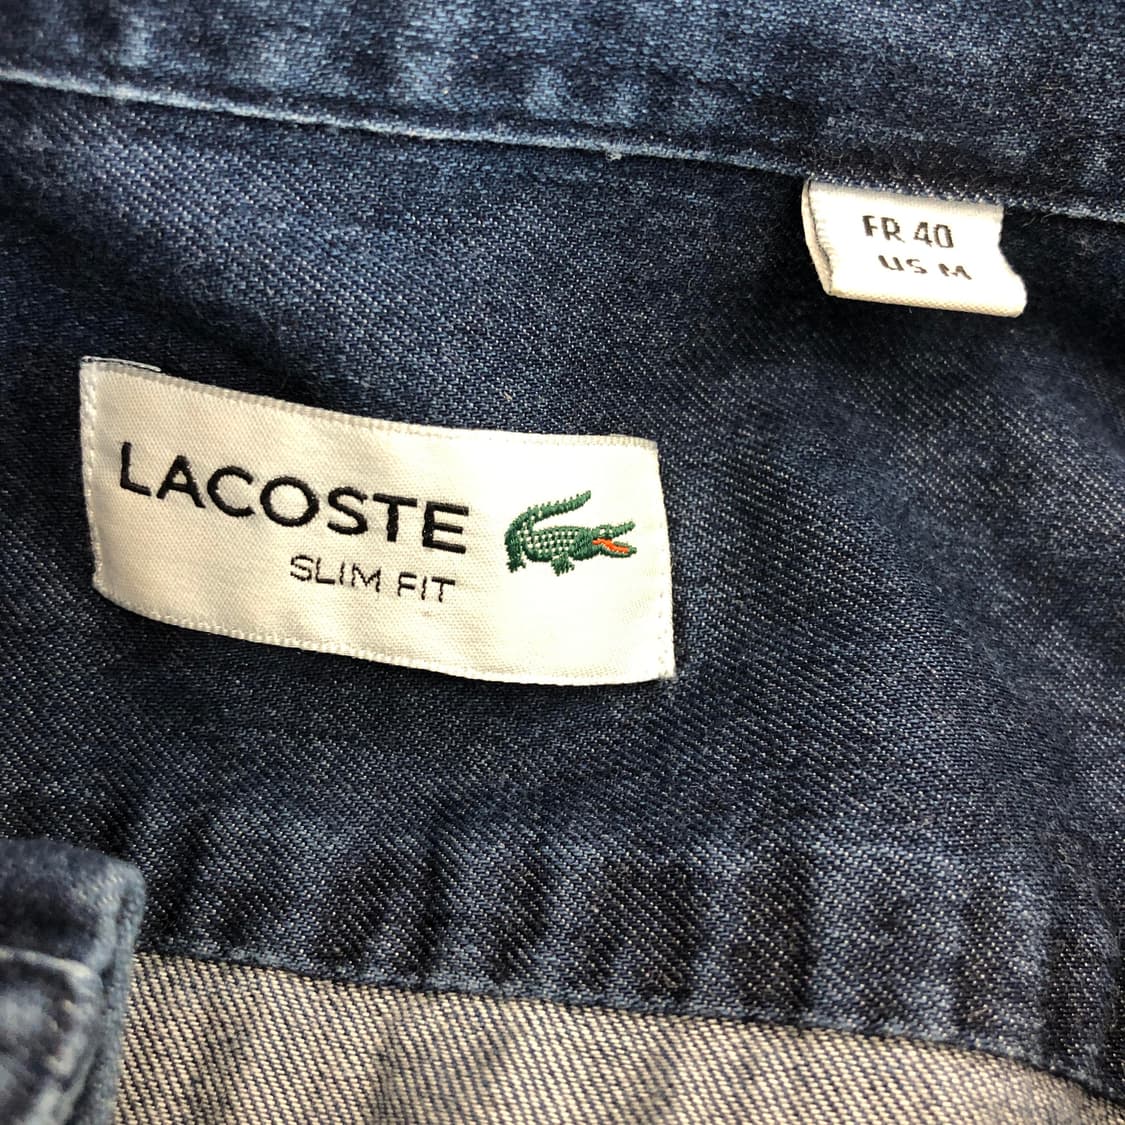 FR 40
US M
LACOSTE
SLIM FIT